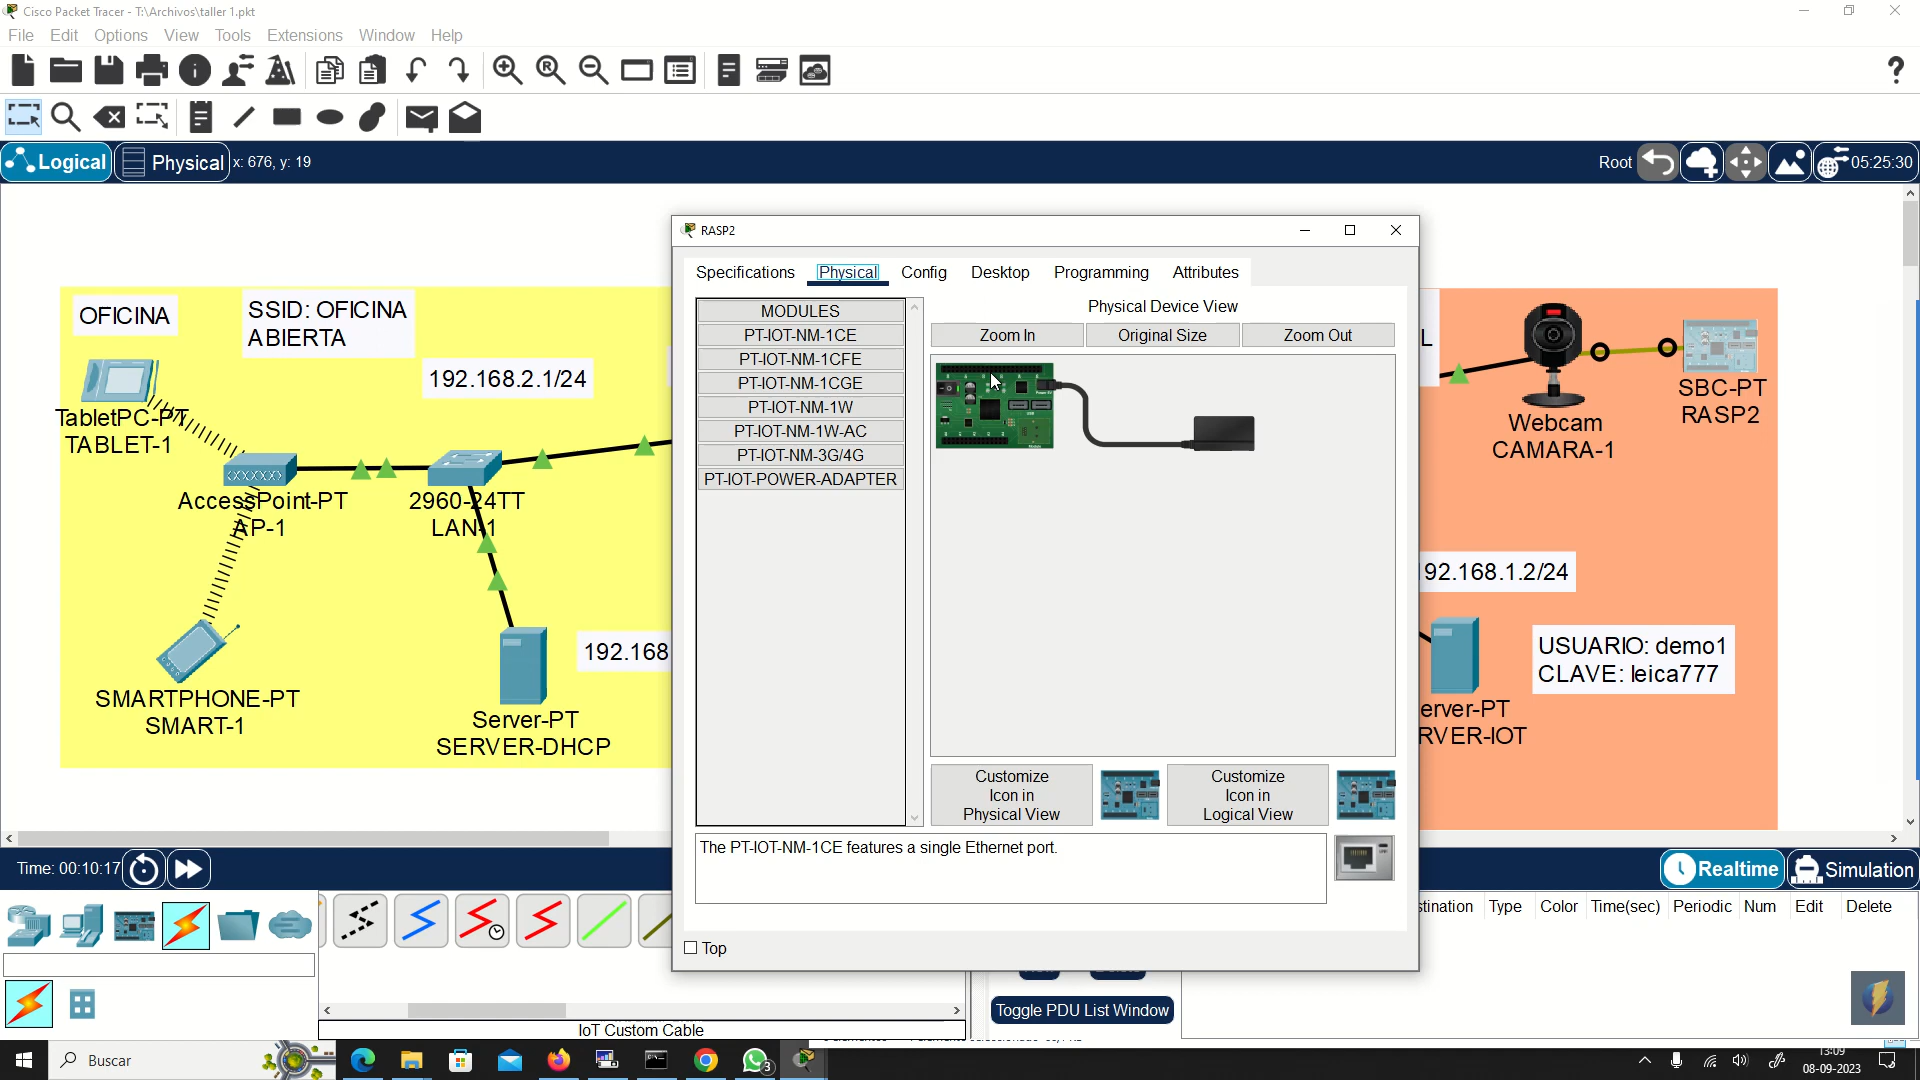 Cisco Packet Tracer - T:\Archivos\taller 1.pkt
File Edit Options View Tools Extensions Window Help
Logical
Physical
x: 676, y: 19
Root
05:25:30
OFICINA
SSID: OFICINA
ABIERTA
192.168.2.1/24
TabletPC-PT
TABLET-1
AccessPoint-PT
AP-1
2960-24TT
LAN-1
SMARTPHONE-PT
SMART-1
Server-PT
SERVER-DHCP
192.168
RASP2
Specifications Physical Config Desktop Programming Attributes
MODULES
PT-IOT-NM-1CE
PT-IOT-NM-1CFE
PT-IOT-NM-1CGE
PT-IOT-NM-1W
PT-IOT-NM-1W-AC
PT-IOT-NM-3G/4G
PT-IOT-POWER-ADAPTER
Physical Device View
Zoom In Original Size Zoom Out
Customize
Icon in
Physical View
Customize
Icon in
Logical View
The PT-IOT-NM-1CE features a single Ethernet port.
Top
L
Webcam
CAMARA-1
SBC-PT
RASP2
92.168.1.2/24
USUARIO: demo1
CLAVE: leica777
erver-PT
RVER-IOT
Time: 00:10:17
Realtime
Simulation
stination Type Color Time(sec) Periodic Num Edit Delete
Toggle PDU List Window
IoT Custom Cable
Buscar
3
13:09
08-09-2023